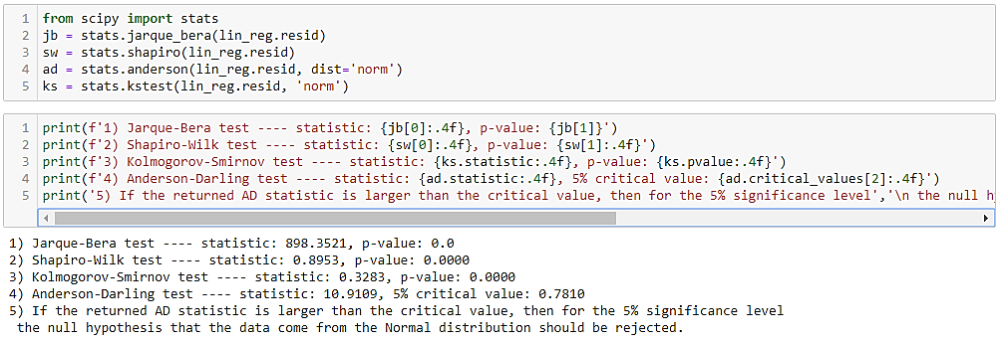 1 from scipy import stats
2 jb = stats.jarque_bera(lin_reg.resid)
3 sw = stats.shapiro(lin_reg.resid)
4 ad = stats.anderson(lin_reg.resid, dist='norm')
5 ks = stats.kstest(lin_reg.resid, 'norm')
1 print(f'1) Jarque-Bera test ---- statistic: {jb[0]:.4f}, p-value: {jb[1]}')
2 print(f'2) Shapiro-Wilk test ---- statistic: {sw[0]:.4f}, p-value: {sw[1]:.4f}')
3 print(f'3) Kolmogorov-Smirnov test ---- statistic: {ks.statistic:.4f}, p-value: {ks.pvalue:.4f}')
4 print(f'4) Anderson-Darling test ---- statistic: {ad.statistic:.4f}, 5% critical value: {ad.critical_values[2]:.4f}')
5 print('5) If the returned AD statistic is larger than the critical value, then for the 5% significance level','\n the null h
1) Jarque-Bera test ---- statistic: 898.3521, p-value: 0.0
2) Shapiro-Wilk test ---- statistic: 0.8953, p-value: 0.0000
3) Kolmogorov-Smirnov test ---- statistic: 0.3283, p-value: 0.0000
4) Anderson-Darling test ---- statistic: 10.9109, 5% critical value: 0.7810
5) If the returned AD statistic is larger than the critical value, then for the 5% significance level
the null hypothesis that the data come from the Normal distribution should be rejected.